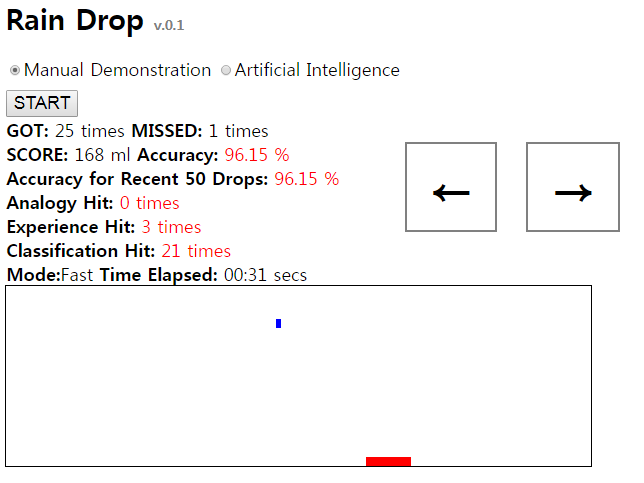 Rain Drop v.0.1
Manual Demonstration Artificial Intelligence
START
GOT: 25 times MISSED: 1 times
SCORE: 168 ml Accuracy: 96.15 %
Accuracy for Recent 50 Drops: 96.15 %
Analogy Hit: 0 times
Experience Hit: 3 times
Classification Hit: 21 times
Mode:Fast Time Elapsed: 00:31 secs
← →